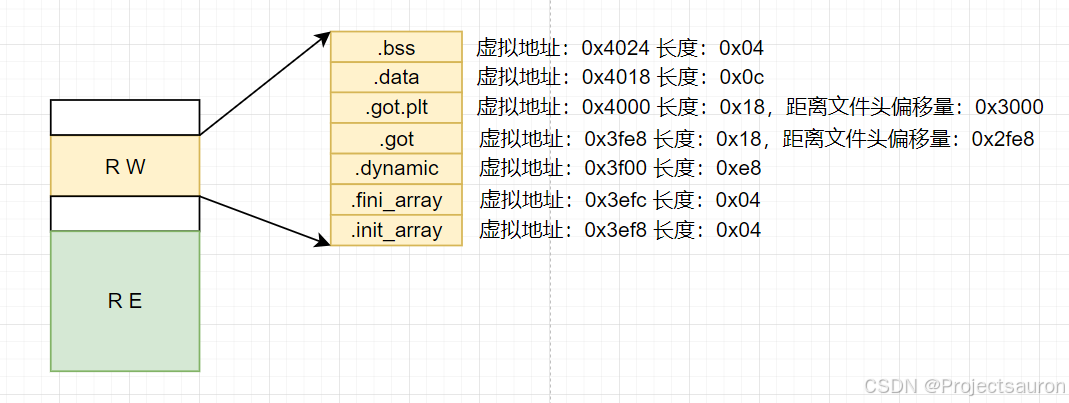 .bss 虚拟地址：0x4024 长度：0x04
.data 虚拟地址：0x4018 长度：0x0c
.got.plt 虚拟地址：0x4000 长度：0x18，距离文件头偏移量：0x3000
.got 虚拟地址：0x3fe8 长度：0x18，距离文件头偏移量：0x2fe8
R W
.dynamic 虚拟地址：0x3f00 长度：0xe8
.fini_array 虚拟地址：0x3efc 长度：0x04
.init_array 虚拟地址：0x3ef8 长度：0x04
R E
CSDN @Projectsauron